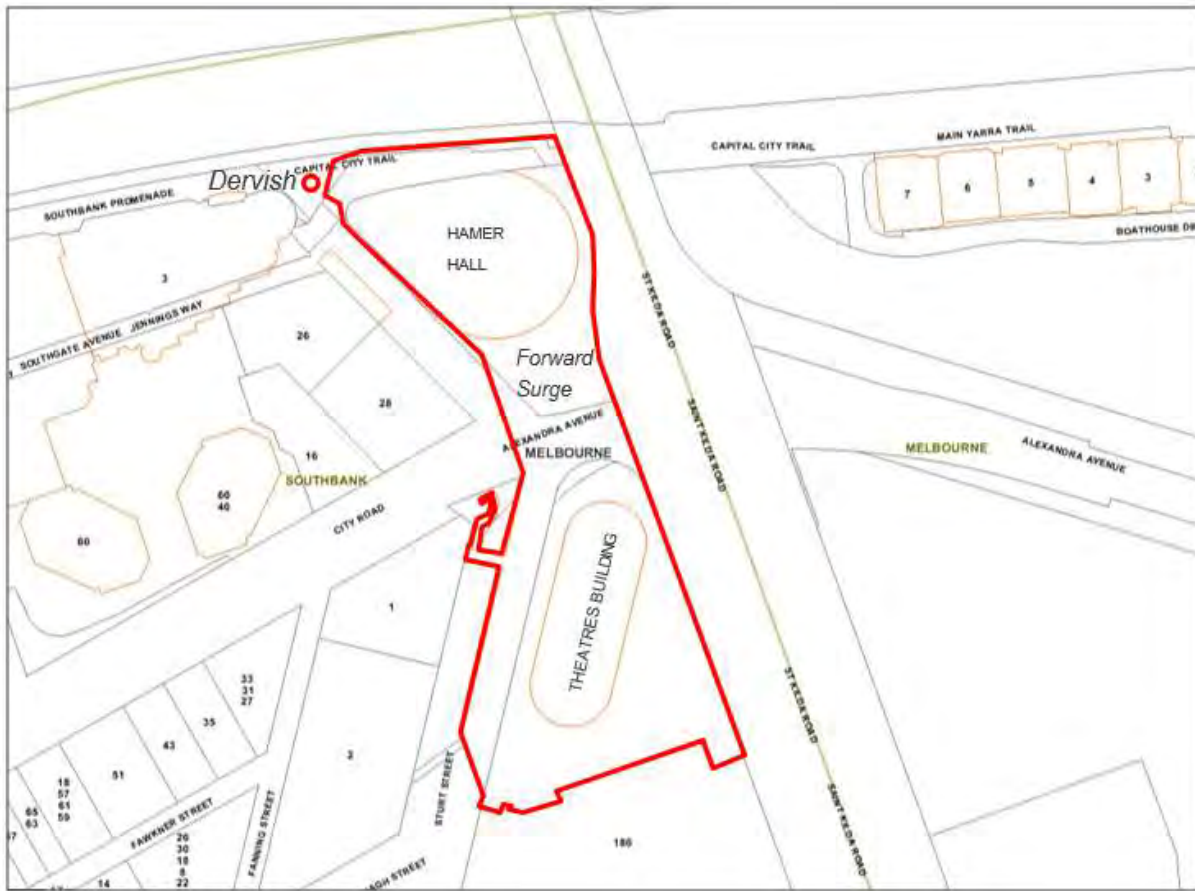 CAPITAL CITY TRAIL
MAIN YARRA TRAIL
CAPITAL CITY TRAIL
Dervish
SOUTHBANK PROMENADE
7
6
5
4
3
BOATHOUSE DR
HAMER
HALL
3
SOUTHGATE AVENUE JENNINGS WAY
26
ST KILDA ROAD
Forward
Surge
28
ALEXANDRA AVENUE
SAINT KILDA ROAD
MELBOURNE
MELBOURNE
ALEXANDRA AVENUE
16
SOUTHBANK
60
40
60
CITY ROAD
THEATRES BUILDING
1
33
31
27
35
43
51
18
57
61
59
65
63
ST KILDA ROAD
3
STURT STREET
FAWKNER STREET
FANNING STREET
SAINT KILDA ROAD
26
30
18
8
22
14
180
AGH STREET